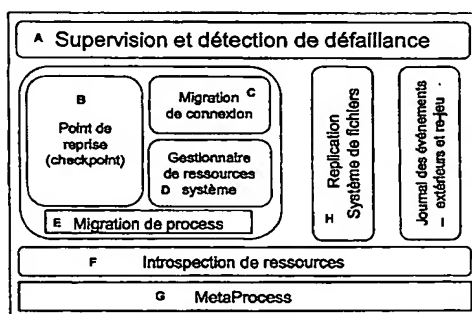 A Supervision et détection de défaillance
B
Point de
reprise
(checkpoint)
Migration C
de connexion
Gestionnaire
de ressources
D système
E Migration de process
H Replication
Système de fichiers
Journal des événements
I extérieurs et re-jeu
F Introspection de ressources
G MetaProcess